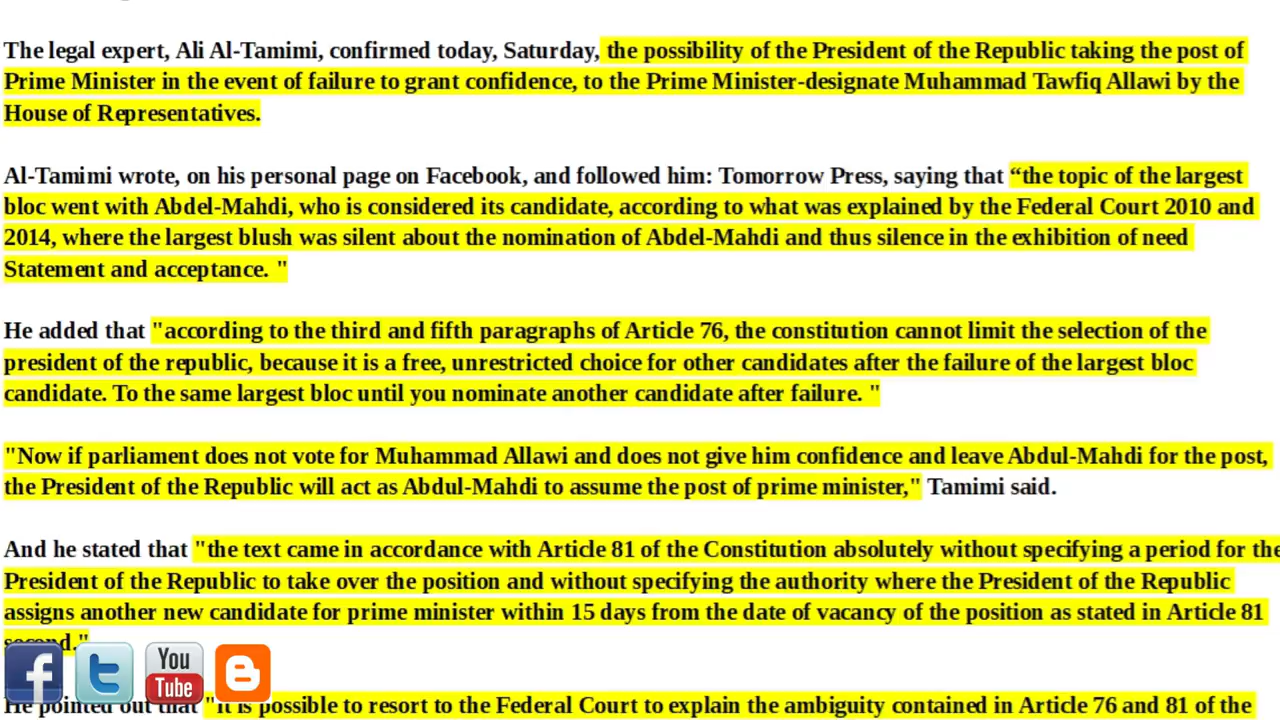 The legal expert, Ali Al-Tamimi, confirmed today, Saturday, the possibility of the President of the Republic taking the post of
Prime Minister in the event of failure to grant confidence, to the Prime Minister-designate Muhammad Tawfiq Allawi by the
House of Representatives.
Al-Tamimi wrote, on his personal page on Facebook, and followed him: Tomorrow Press, saying that “the topic of the largest
bloc went with Abdel-Mahdi, who is considered its candidate, according to what was explained by the Federal Court 2010 and
2014, where the largest blush was silent about the nomination of Abdel-Mahdi and thus silence in the exhibition of need
Statement and acceptance. "
He added that "according to the third and fifth paragraphs of Article 76, the constitution cannot limit the selection of the
president of the republic, because it is a free, unrestricted choice for other candidates after the failure of the largest bloc
candidate. To the same largest bloc until you nominate another candidate after failure. "
"Now if parliament does not vote for Muhammad Allawi and does not give him confidence and leave Abdul-Mahdi for the post,
the President of the Republic will act as Abdul-Mahdi to assume the post of prime minister," Tamimi said.
And he stated that "the text came in accordance with Article 81 of the Constitution absolutely without specifying a period for the
President of the Republic to take over the position and without specifying the authority where the President of the Republic
assigns another new candidate for prime minister within 15 days from the date of vacancy of the position as stated in Article 81
second."
You
Tube
He pointed out that "It is possible to resort to the Federal Court to explain the ambiguity contained in Article 76 and 81 of the